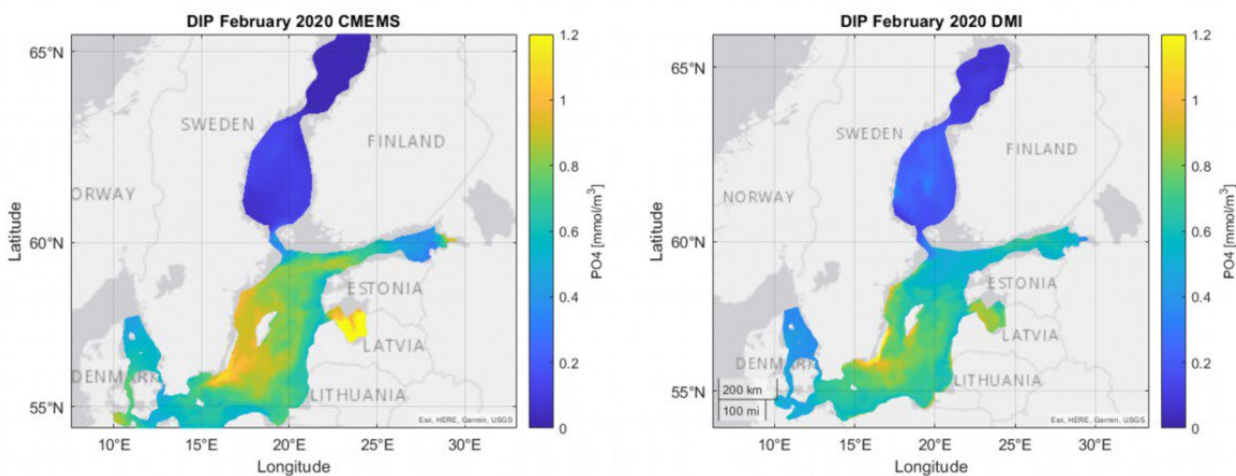 DIP February 2020 CMEMS
65°N
60°N
55°N
Latitude
10°E
15°E
20°E
25°E
30°E
Longitude
SWEDEN
FINLAND
ORWAY
ESTONIA
LATVIA
DENMARK
LITHUANIA
Esri, HERE, Garmin, USGS
1.2
1
0.8
0.6
0.4
0.2
0
PO4 [mmol/m³]
DIP February 2020 DMI
65°N
60°N
55°N
Latitude
10°E
15°E
20°E
25°E
30°E
Longitude
SWEDEN
FINLAND
NORWAY
ESTONIA
LATVIA
DENMARK
LITHUANIA
200 km
100 mi
Esri, HERE, Garmin, USGS
1.2
1
0.8
0.6
0.4
0.2
0
PO4 [mmol/m³]